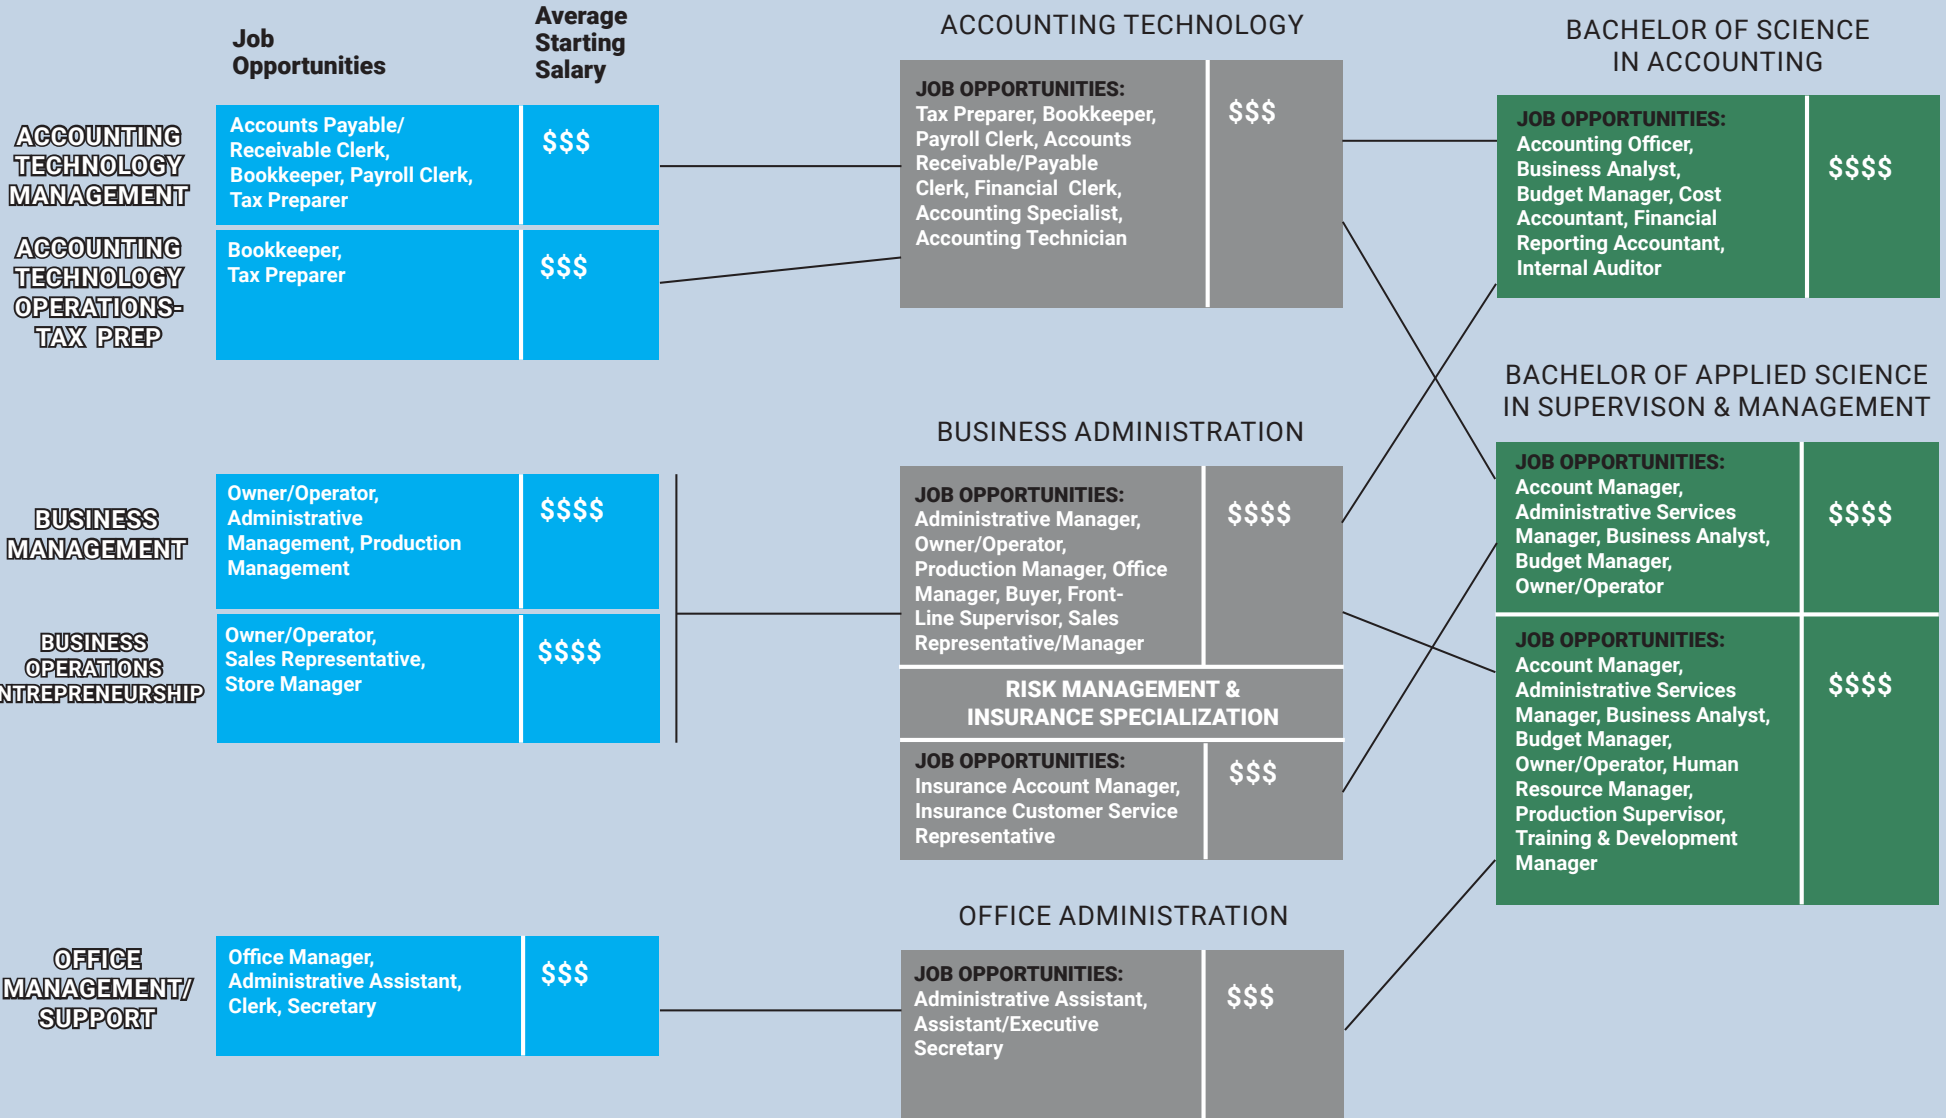 Job
Opportunities
Average
Starting
Salary
ACCOUNTING
TECHNOLOGY
MANAGEMENT
Accounts Payable/
Receivable Clerk,
Bookkeeper, Payroll Clerk,
Tax Preparer
$$$
ACCOUNTING
TECHNOLOGY
OPERATIONS-
TAX PREP
Bookkeeper,
Tax Preparer
$$$
BUSINESS
MANAGEMENT
Owner/Operator,
Administrative
Management, Production
Management
$$$$
BUSINESS
OPERATIONS
NTREPRENEURSHIP
Owner/Operator,
Sales Representative,
Store Manager
$$$$
OFFICE
MANAGEMENT/
SUPPORT
Office Manager,
Administrative Assistant,
Clerk, Secretary
$$$
ACCOUNTING TECHNOLOGY
JOB OPPORTUNITIES:
Tax Preparer, Bookkeeper,
Payroll Clerk, Accounts
Receivable/Payable
Clerk, Financial Clerk,
Accounting Specialist,
Accounting Technician
$$$
BUSINESS ADMINISTRATION
JOB OPPORTUNITIES:
Administrative Manager,
Owner/Operator,
Production Manager, Office
Manager, Buyer, Front-
Line Supervisor, Sales
Representative/Manager
$$$$
RISK MANAGEMENT &
INSURANCE SPECIALIZATION
JOB OPPORTUNITIES:
Insurance Account Manager,
Insurance Customer Service
Representative
$$$
OFFICE ADMINISTRATION
JOB OPPORTUNITIES:
Administrative Assistant,
Assistant/Executive
Secretary
$$$
BACHELOR OF SCIENCE
IN ACCOUNTING
JOB OPPORTUNITIES:
Accounting Officer,
Business Analyst,
Budget Manager, Cost
Accountant, Financial
Reporting Accountant,
Internal Auditor
$$$$
BACHELOR OF APPLIED SCIENCE
IN SUPERVISON & MANAGEMENT
JOB OPPORTUNITIES:
Account Manager,
Administrative Services
Manager, Business Analyst,
Budget Manager,
Owner/Operator
$$$$
JOB OPPORTUNITIES:
Account Manager,
Administrative Services
Manager, Business Analyst,
Budget Manager,
Owner/Operator, Human
Resource Manager,
Production Supervisor,
Training & Development
Manager
$$$$